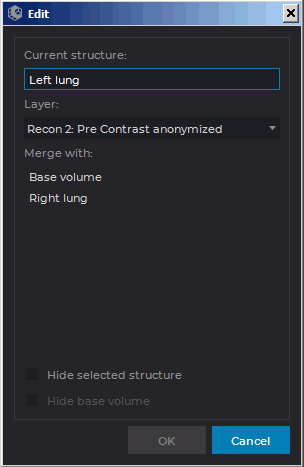 Edit
Current structure:
Left lung
Layer:
Recon 2: Pre Contrast anonymized
Merge with:
Base volume
Right lung
Hide selected structure
Hide base volume
OK
Cancel